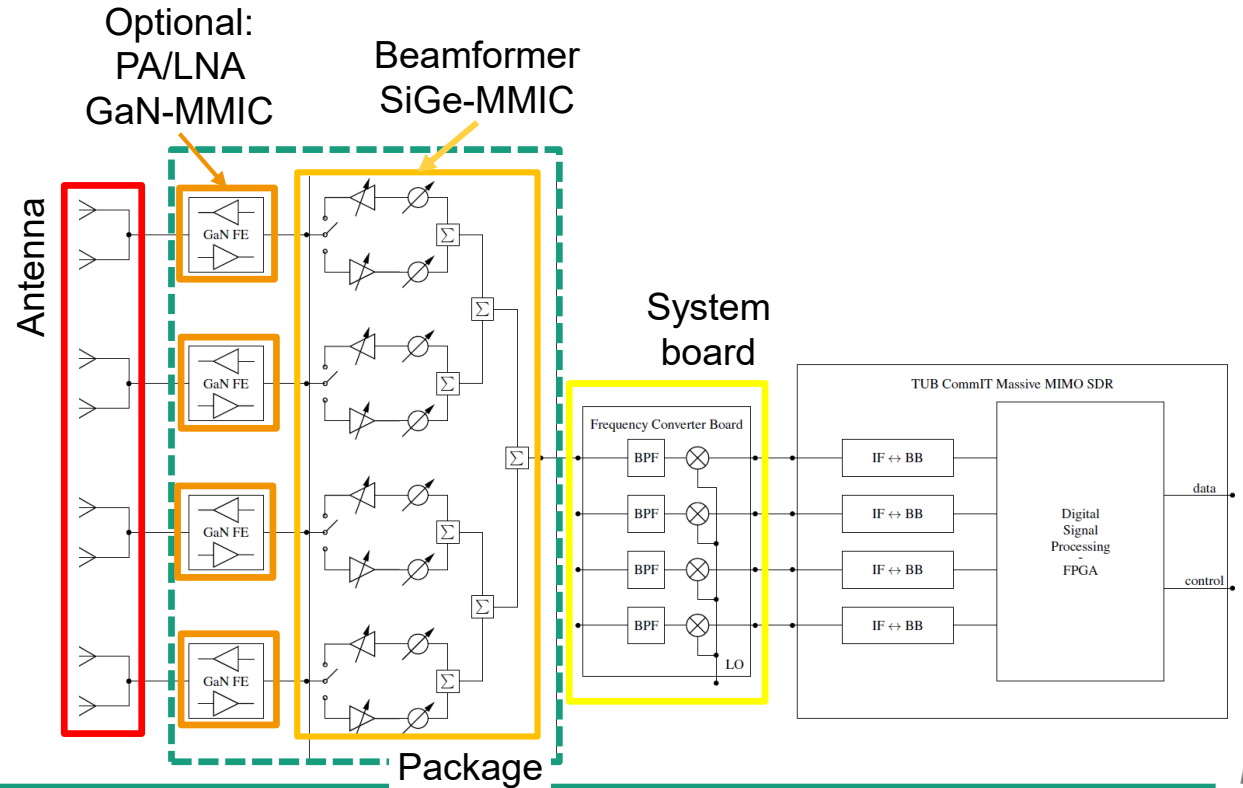 Optional:
PA/LNA
GaN-MMIC
Beamformer
SiGe-MMIC
Antenna
GaN FE
GaN FE
GaN FE
GaN FE
Σ
Σ
Σ
Σ
Σ
Σ
Σ
Package
System
board
Frequency Converter Board
BPF
BPF
BPF
BPF
LO
TUB CommIT Massive MIMO SDR
IF ↔ BB
IF ↔ BB
IF ↔ BB
IF ↔ BB
Digital
Signal
Processing
-
FPGA
data
control